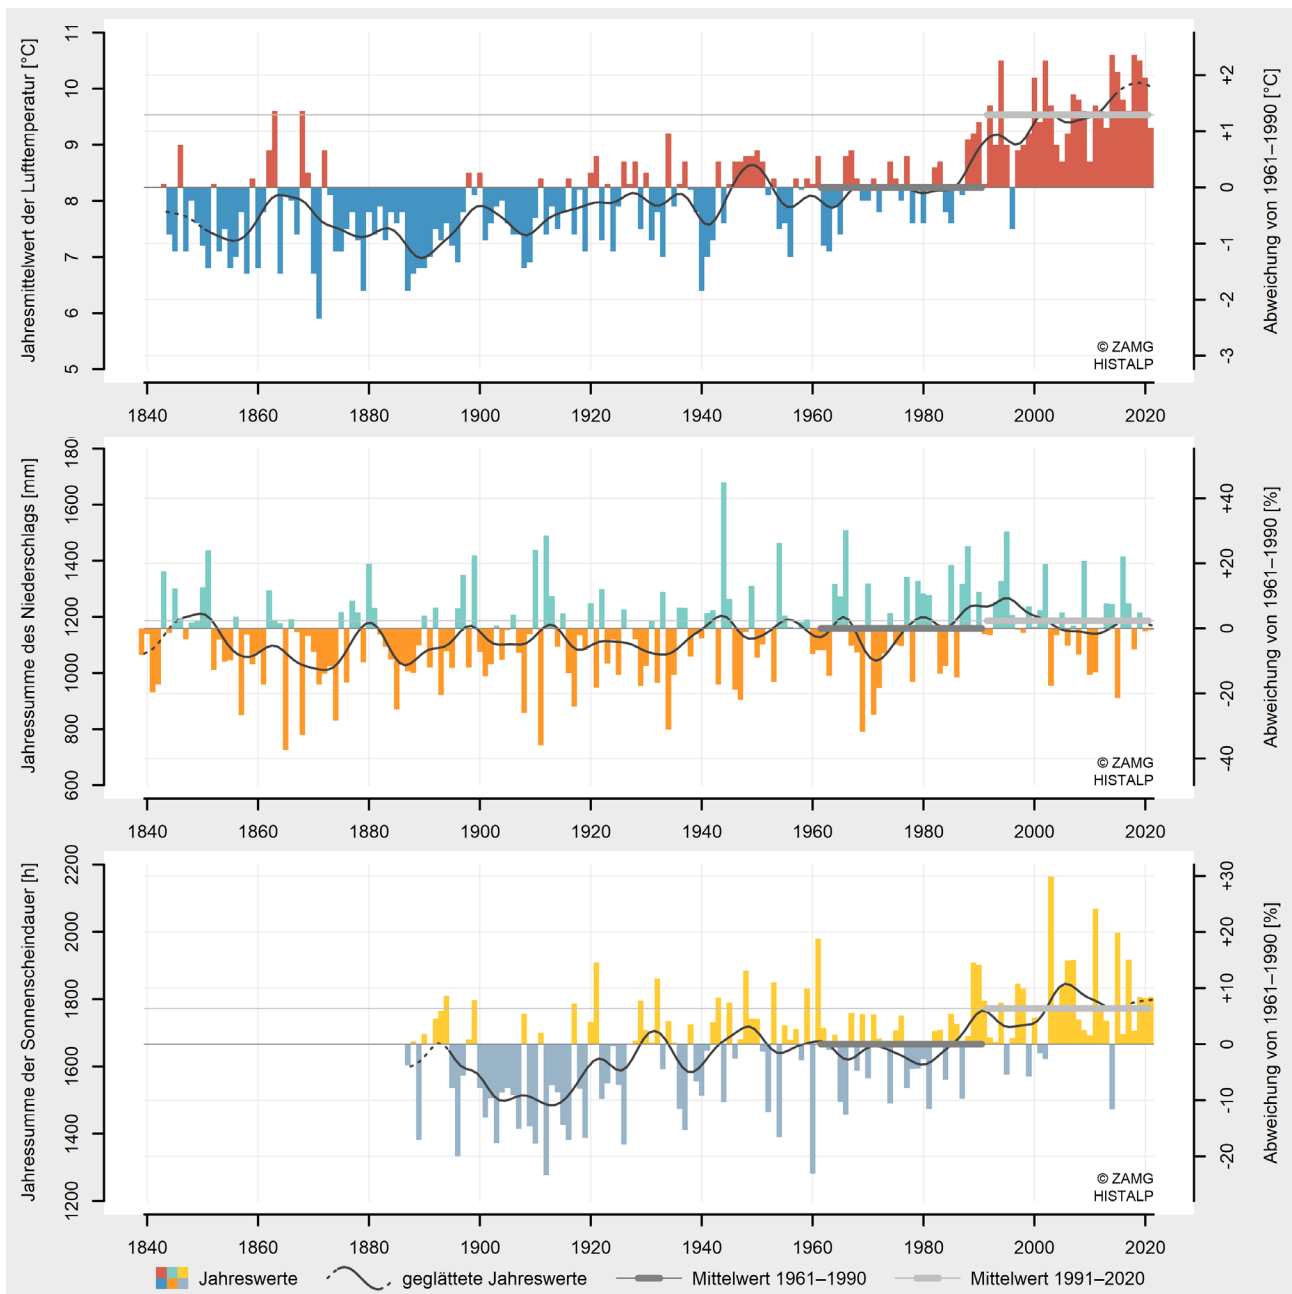 Jahresmittelwert der Lufttemperatur [°C]
11
10
9
8
7
6
5
+2
+1
0
-1
-2
-3
Abweichung von 1961–1990 [°C]
© ZAMG
HISTALP
1840 1860 1880 1900 1920 1940 1960 1980 2000 2020
Jahressumme des Niederschlags [mm]
180
1600
1400
1200
1000
800
600
+40
+20
0
-20
-40
Abweichung von 1961–1990 [%]
© ZAMG
HISTALP
1840 1860 1880 1900 1920 1940 1960 1980 2000 2020
Jahressumme der Sonnenscheindauer [h]
2200
2000
1800
1600
1400
1200
+30
+20
+10
0
-10
-20
Abweichung von 1961–1990 [%]
© ZAMG
HISTALP
1840 1860 1880 1900 1920 1940 1960 1980 2000 2020
Jahreswerte geglättete Jahreswerte Mittelwert 1961–1990 Mittelwert 1991–2020